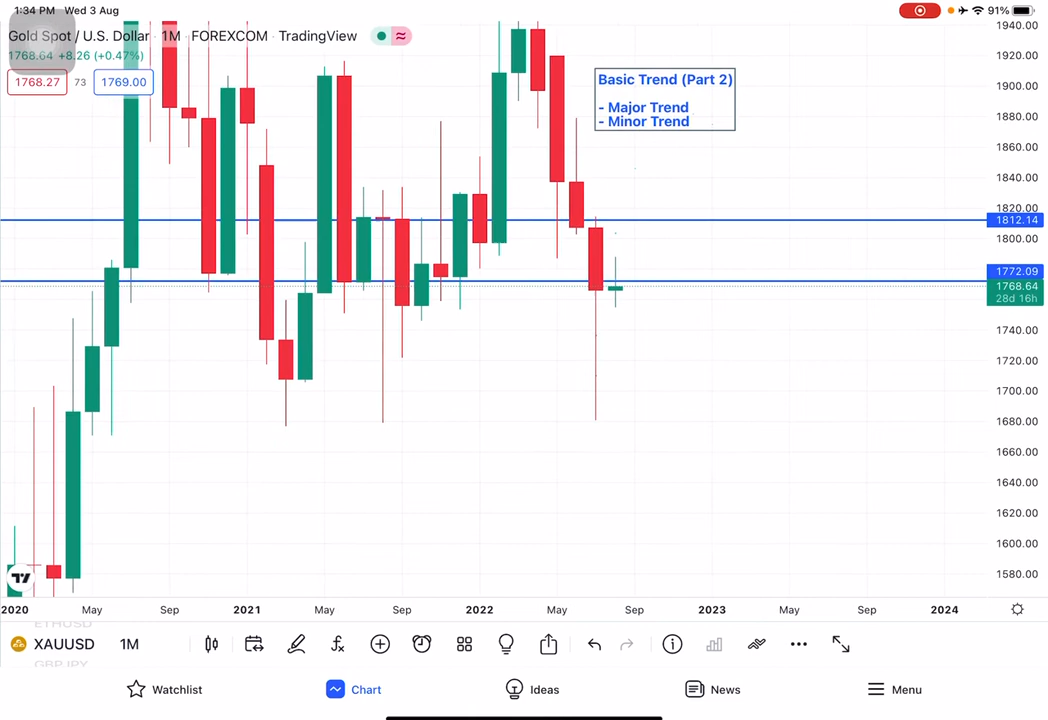 1:34 PM Wed 3 Aug
91%
Gold Spot / U.S. Dollar 1M FOREXCOM TradingView
1768.64 +8.26 (+0.47%)
1768.27 73 1769.00
Basic Trend (Part 2)
- Major Trend
- Minor Trend
1940.00
1920.00
1900.00
1880.00
1860.00
1840.00
1820.00
1812.14
1800.00
1772.09
1768.64
28d 16h
1740.00
1720.00
1700.00
1680.00
1660.00
1640.00
1620.00
1600.00
1580.00
2020 May Sep 2021 May Sep 2022 May Sep 2023 May Sep 2024
ETHUSD
XAUUSD 1M
GBPJPY
Watchlist Chart Ideas News Menu